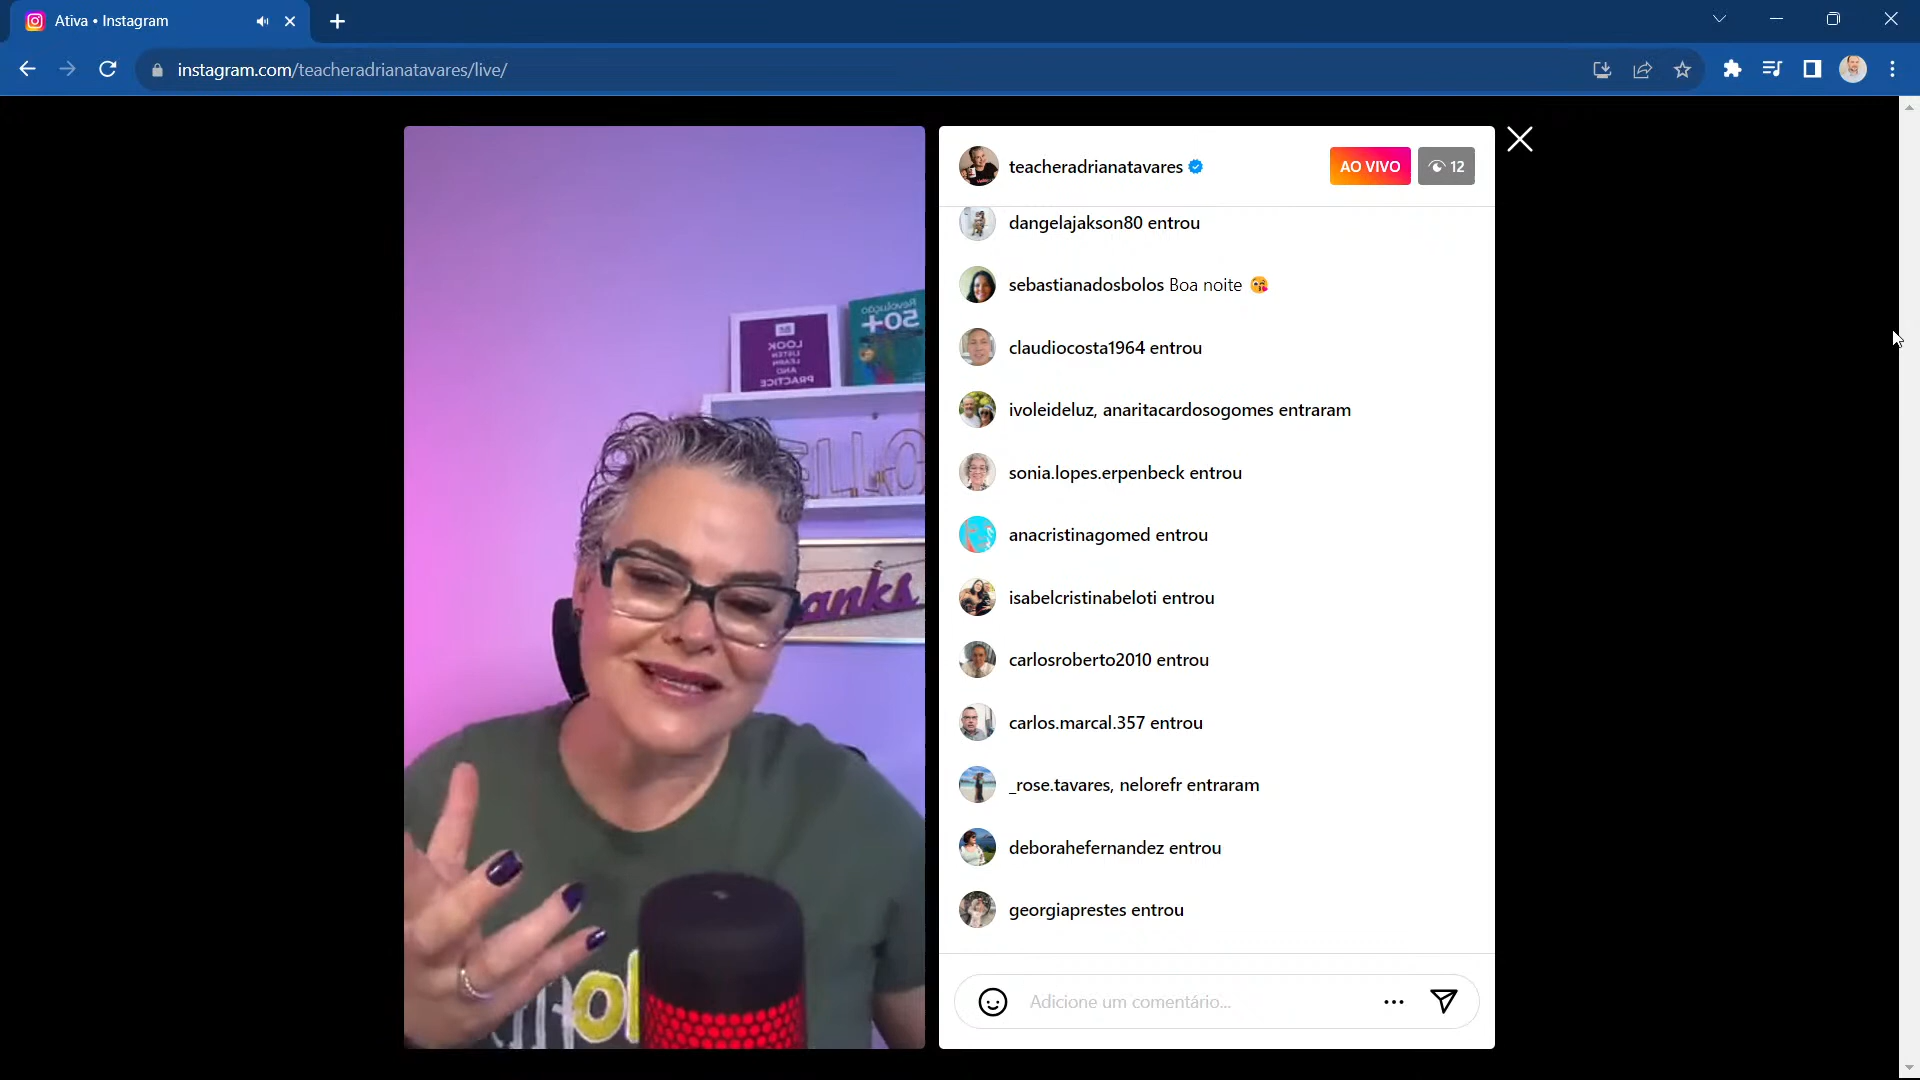 Ativa • Instagram
instagram.com/teacheradrianatavares/live/
teacheradrianatavares
AO VIVO
12
dangelajakson80 entrou
sebastianadosbolos Boa noite 😘
claudiocosta1964 entrou
ivoleideluz, anaritacardosogomes entraram
sonia.lopes.erpenbeck entrou
anacristinagomed entrou
isabelcristinabeloti entrou
carlosroberto2010 entrou
carlos.marcal.357 entrou
_rose.tavares, nelorefr entraram
deborahefernandez entrou
georgiaprestes entrou
Adicione um comentário...
Revolução
50+
LOOK
LISTEN
LEARN
AND
PRACTICE
anks